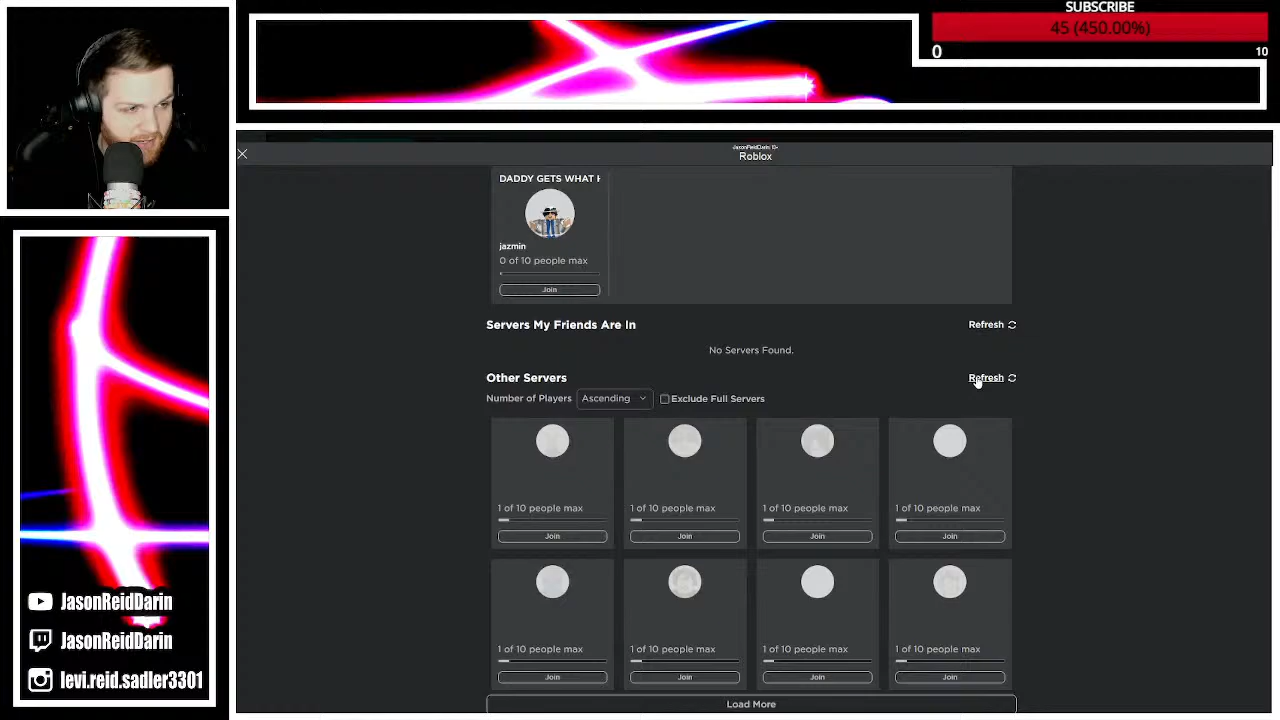 SUBSCRIBE
45 (450.00%)
0
10
JasonReidDarin 13+
Roblox
DADDY GETS WHAT H
jazmin
0 of 10 people max
Join
Servers My Friends Are In
Refresh
No Servers Found.
Other Servers
Refresh
Number of Players
Ascending
Exclude Full Servers
1 of 10 people max
1 of 10 people max
1 of 10 people max
1 of 10 people max
Join
Join
Join
Join
1 of 10 people max
1 of 10 people max
1 of 10 people max
1 of 10 people max
Join
Join
Join
Join
Load More
JasonReidDarin
JasonReidDarin
levi.reid.sadler3301